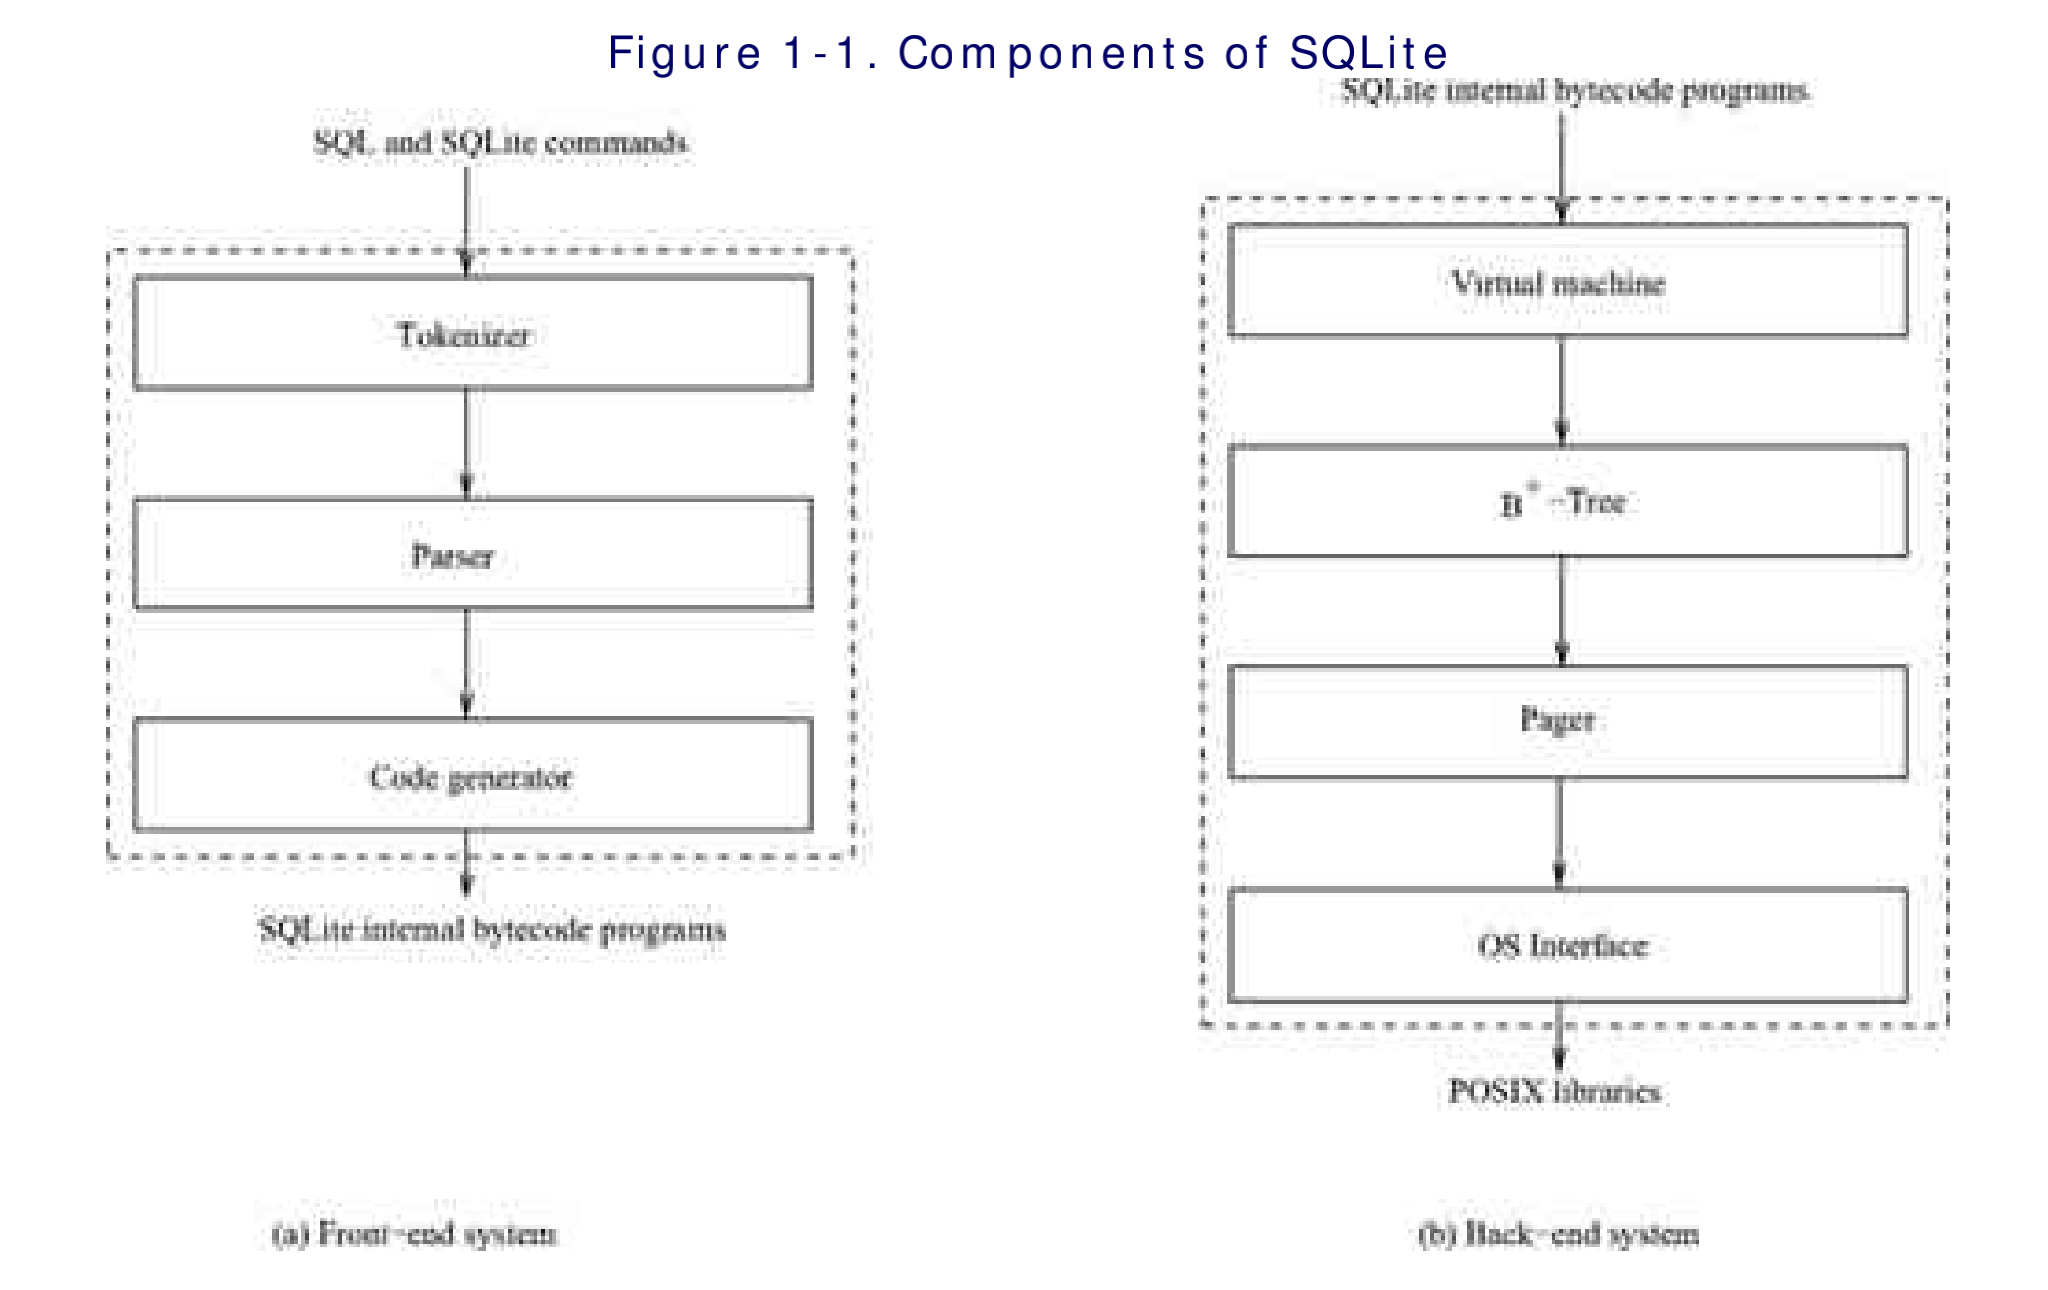 Figure 1-1. Components of SQLite
SQL and SQLite commands
Tokenizer
Parser
Code generator
SQLite internal bytecode programs
(a) Front-end system
SQLite internal bytecode programs
Virtual machine
B+ -Tree
Pager
OS Interface
POSIX libraries
(b) Back-end system